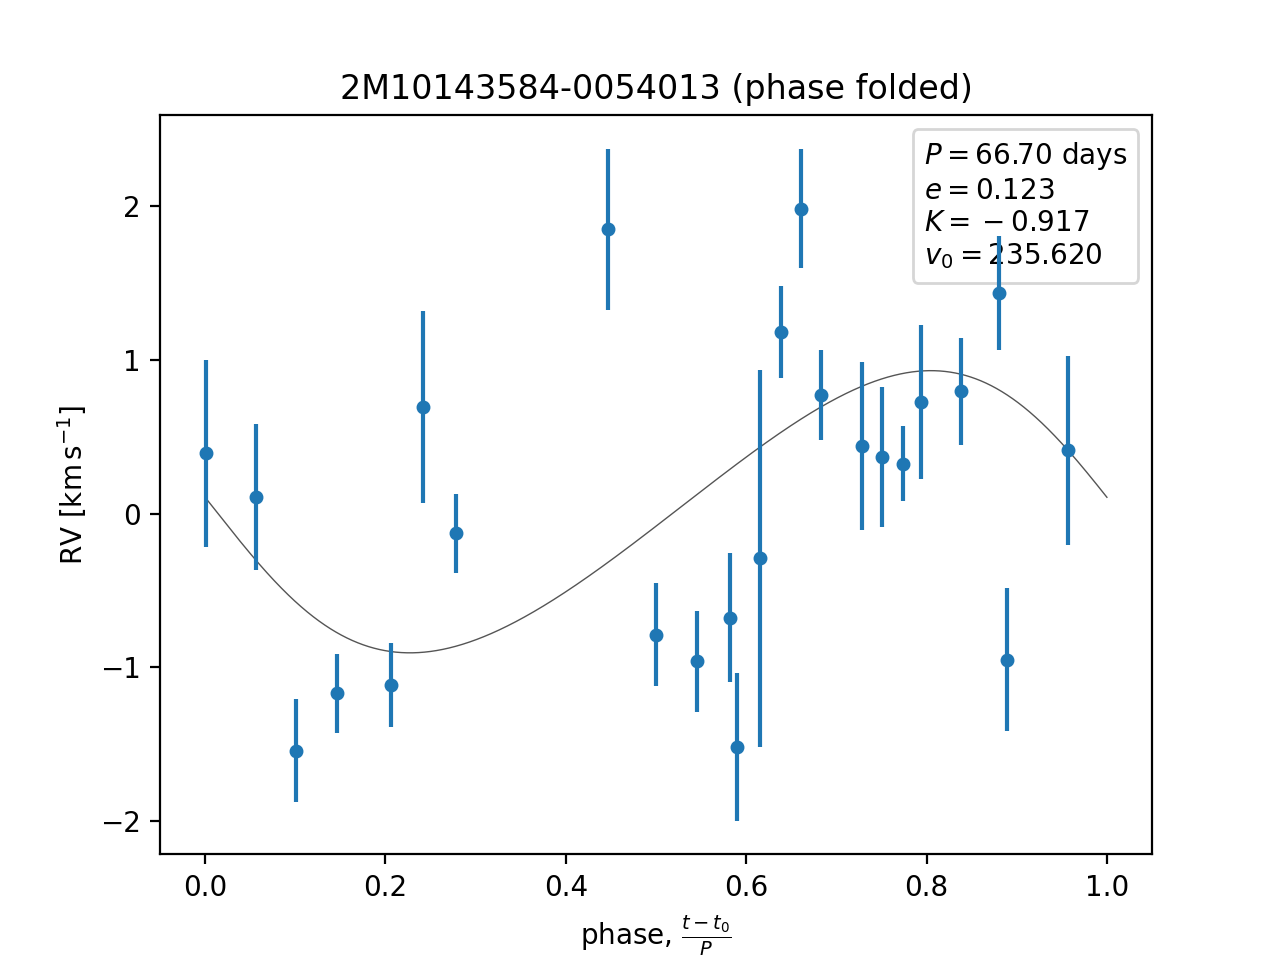 2M10143584-0054013 (phase folded)
P = 66.70 days
e = 0.123
K = −0.917
v₀ = 235.620
RV [km s⁻¹]
2
1
0
−1
−2
0.0 0.2 0.4 0.6 0.8 1.0
phase, (t − t₀)/P